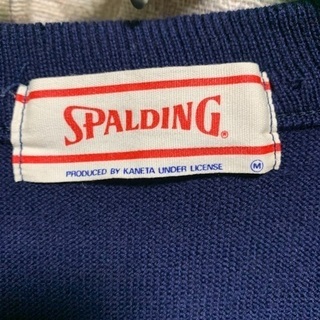 SPALDING®
PRODUCED BY KANETA UNDER LICENSE Ⓜ